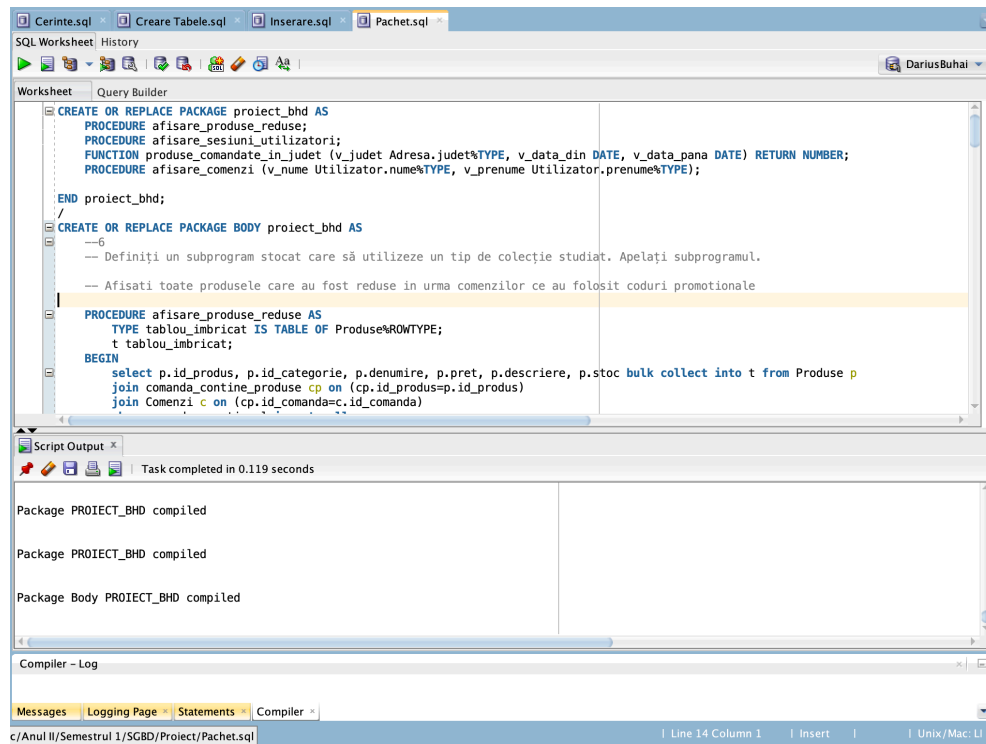 Cerinte.sql × Creare Tabele.sql × Inserare.sql × Pachet.sql ×
SQL Worksheet History
DariusBuhai
Worksheet Query Builder
CREATE OR REPLACE PACKAGE proiect_bhd AS
PROCEDURE afisare_produse_reduse;
PROCEDURE afisare_sesiuni_utilizatori;
FUNCTION produse_comandate_in_judet (v_judet Adresa.judet%TYPE, v_data_din DATE, v_data_pana DATE) RETURN NUMBER;
PROCEDURE afisare_comenzi (v_nume Utilizator.nume%TYPE, v_prenume Utilizator.prenume%TYPE);
END proiect_bhd;
/
CREATE OR REPLACE PACKAGE BODY proiect_bhd AS
--6
-- Definiți un subprogram stocat care să utilizeze un tip de colecție studiat. Apelați subprogramul.
-- Afisati toate produsele care au fost reduse in urma comenzilor ce au folosit coduri promotionale
PROCEDURE afisare_produse_reduse AS
TYPE tablou_imbricat IS TABLE OF Produse%ROWTYPE;
t tablou_imbricat;
BEGIN
select p.id_produs, p.id_categorie, p.denumire, p.pret, p.descriere, p.stoc bulk collect into t from Produse p
join comanda_contine_produse cp on (cp.id_produs=p.id_produs)
join Comenzi c on (cp.id_comanda=c.id_comanda)
Script Output ×
Task completed in 0.119 seconds
Package PROIECT_BHD compiled
Package PROIECT_BHD compiled
Package Body PROIECT_BHD compiled
Compiler - Log
Messages Logging Page × Statements × Compiler ×
c/Anul II/Semestrul 1/SGBD/Proiect/Pachet.sql | Line 14 Column 1 | Insert | | Unix/Mac: LI